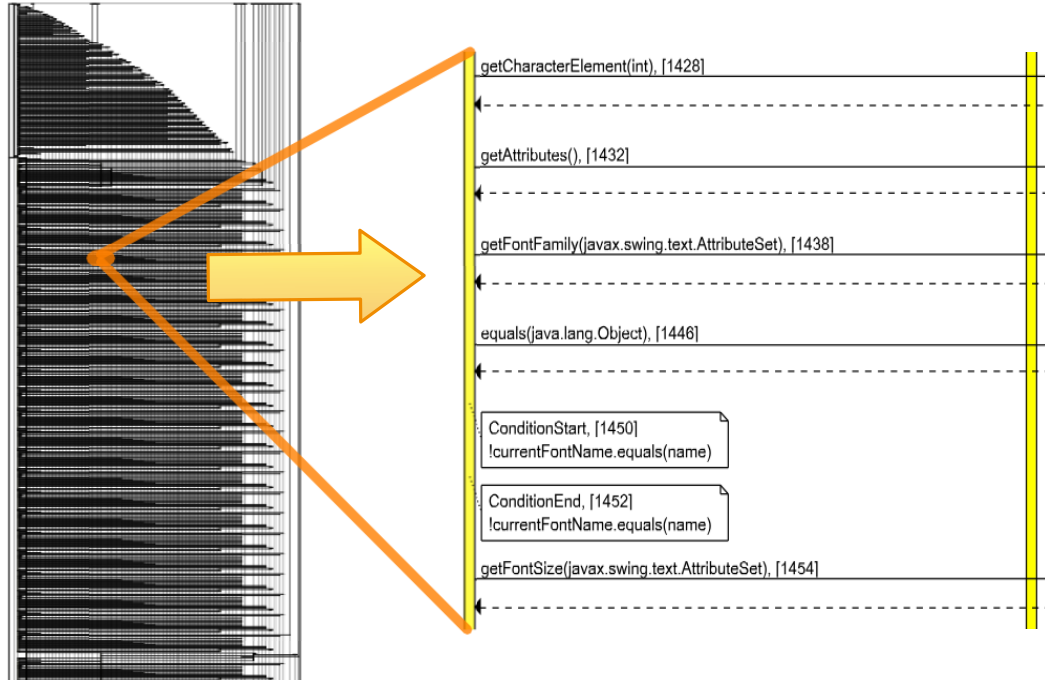 getCharacterElement(int), [1428]
getAttributes(), [1432]
getFontFamily(javax.swing.text.AttributeSet), [1438]
equals(java.lang.Object), [1446]
ConditionStart, [1450]
!currentFontName.equals(name)
ConditionEnd, [1452]
!currentFontName.equals(name)
getFontSize(javax.swing.text.AttributeSet), [1454]